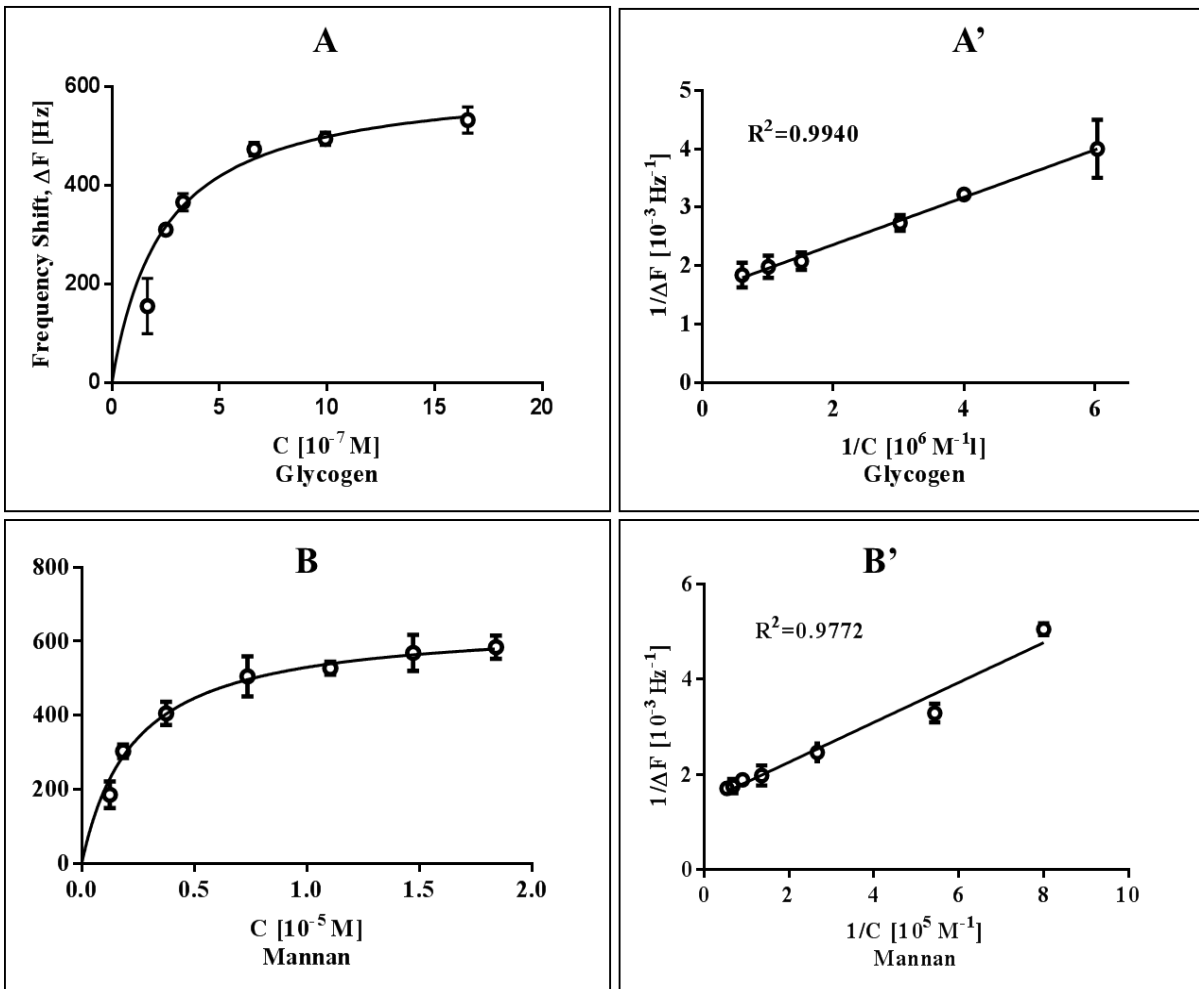 A
Frequency Shift, ΔF [Hz]
600
400
200
0
0 5 10 15 20
C [10⁻⁷ M]
Glycogen
A’
R²=0.9940
1/ΔF [10⁻³ Hz⁻¹]
5
4
3
2
1
0
0 2 4 6
1/C [10⁶ M⁻¹l]
Glycogen
B
800
600
400
200
0
0.0 0.5 1.0 1.5 2.0
C [10⁻⁵ M]
Mannan
B’
R²=0.9772
1/ΔF [10⁻³ Hz⁻¹]
6
4
2
0
0 2 4 6 8 10
1/C [10⁵ M⁻¹]
Mannan